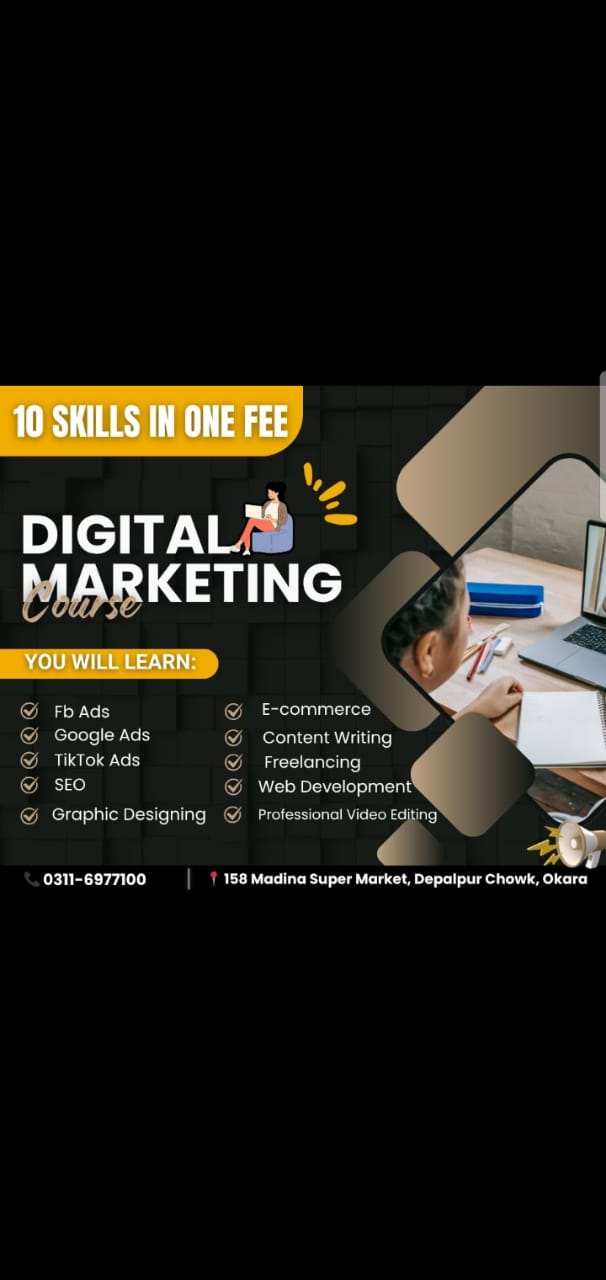 10 SKILLS IN ONE FEE
DIGITAL
MARKETING
Course
YOU WILL LEARN:
Fb Ads
Google Ads
TikTok Ads
SEO
Graphic Designing
E-commerce
Content Writing
Freelancing
Web Development
Professional Video Editing
0311-6977100 | 158 Madina Super Market, Depalpur Chowk, Okara